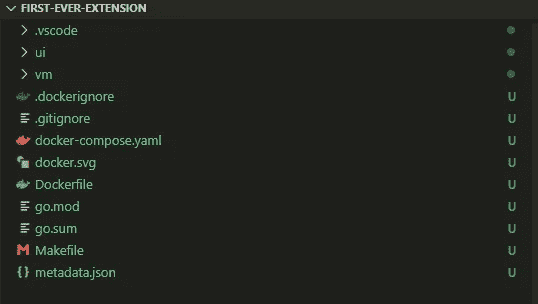 FIRST-EVER-EXTENSION
.vscode
ui
vm
.dockerignore U
.gitignore U
docker-compose.yaml U
docker.svg U
Dockerfile U
go.mod U
go.sum U
Makefile U
{} metadata.json U